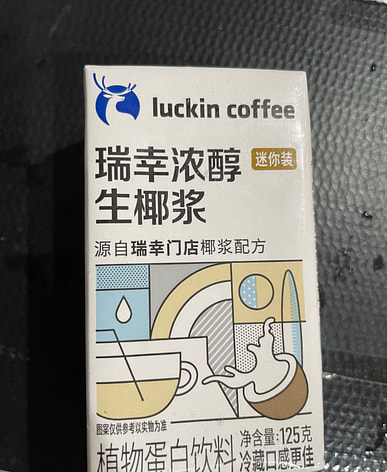 luckin coffee
瑞幸浓醇 迷你装
生椰浆
源自瑞幸门店椰浆配方
图案仅供参考以实物为准
植物蛋白饮料 净含量:125克
冷藏口感更佳